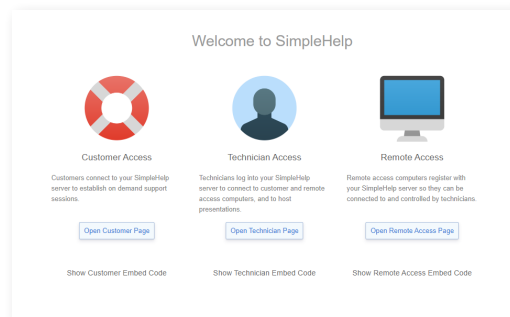 Welcome to SimpleHelp
Customer Access
Customers connect to your SimpleHelp
server to establish on demand support
sessions.
Open Customer Page
Show Customer Embed Code
Technician Access
Technicians log into your SimpleHelp
server to connect to customer and remote
access computers, and to host
presentations.
Open Technician Page
Show Technician Embed Code
Remote Access
Remote access computers register with
your SimpleHelp server so they can be
connected to and controlled by technicians.
Open Remote Access Page
Show Remote Access Embed Code